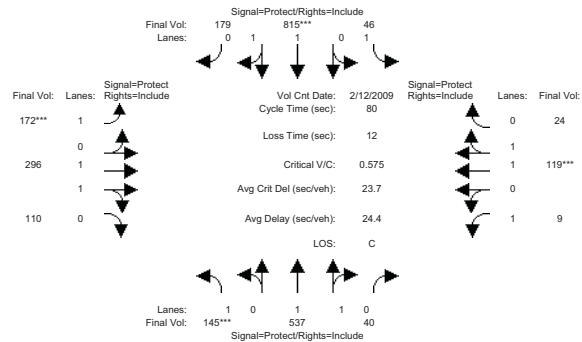 Signal=Protect/Rights=Include
Final Vol: 179 815*** 46
Lanes: 0 1 1 0 1
Signal=Protect
Final Vol: Lanes: Rights=Include
Vol Cnt Date: 2/12/2009
Signal=Protect
Rights=Include Lanes: Final Vol:
Cycle Time (sec): 80
172*** 1
0 24
Loss Time (sec): 12
0
1
296 1
Critical V/C: 0.575
1 119***
1
Avg Crit Del (sec/veh): 23.7
0
110 0
Avg Delay (sec/veh): 24.4
1 9
LOS: C
Lanes: 1 0 1 1 0
Final Vol: 145*** 537 40
Signal=Protect/Rights=Include